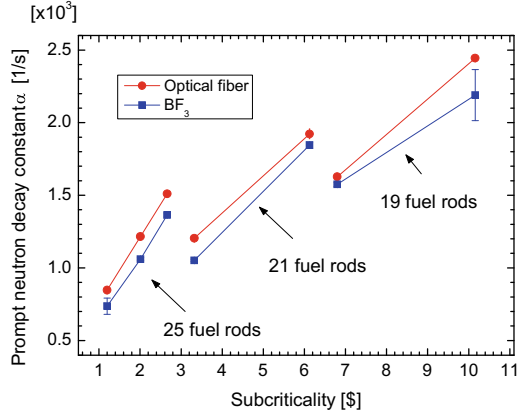 [x10³]
2.5
2.0
1.5
1.0
0.5
Prompt neutron decay constant α [1/s]
Optical fiber
BF₃
19 fuel rods
21 fuel rods
25 fuel rods
1 2 3 4 5 6 7 8 9 10 11
Subcriticality [$]